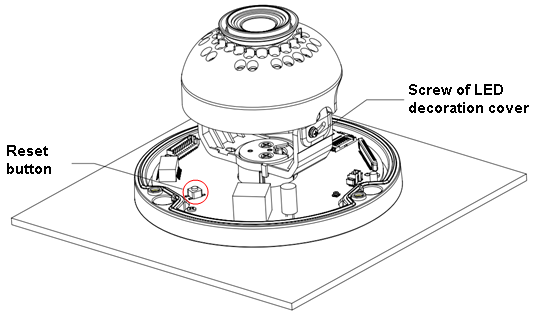 Screw of LED
decoration cover
Reset
button